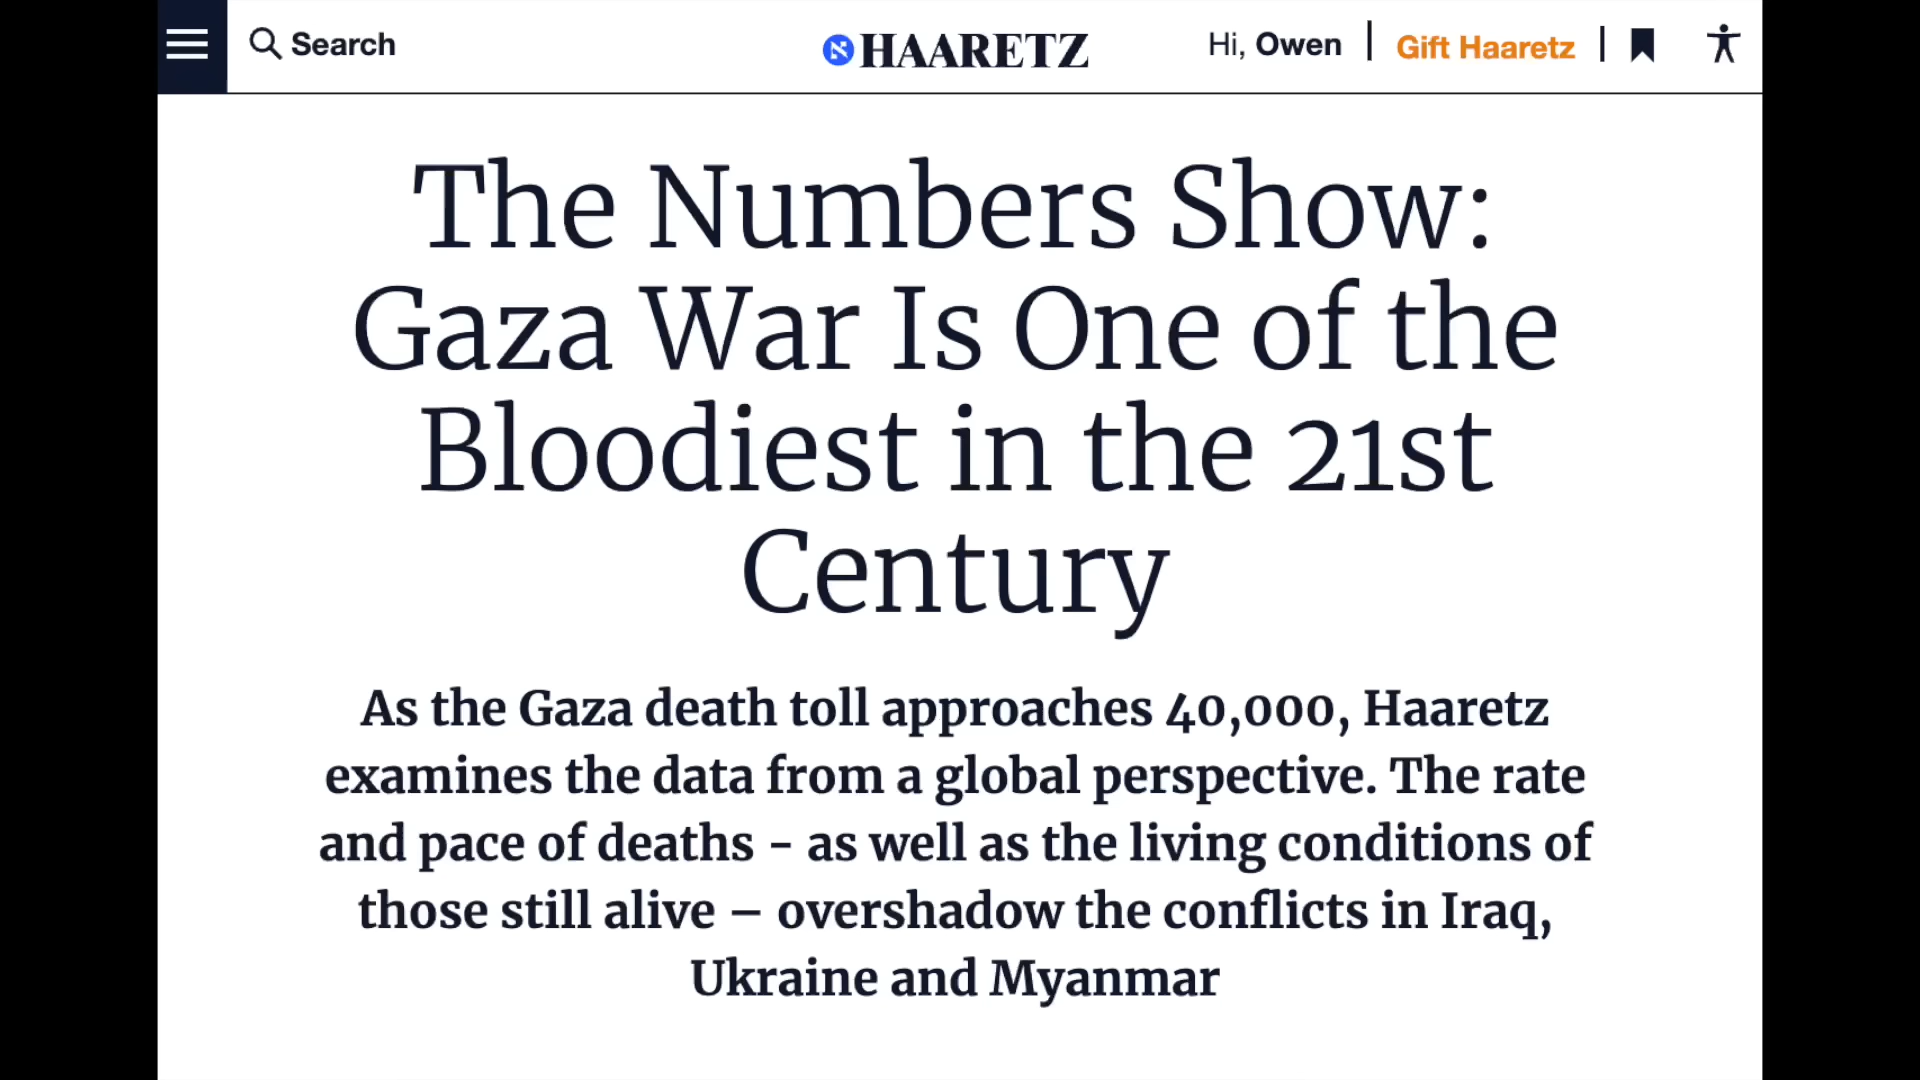 Search
HAARETZ
Hi, Owen
Gift Haaretz
The Numbers Show:
Gaza War Is One of the
Bloodiest in the 21st
Century
As the Gaza death toll approaches 40,000, Haaretz
examines the data from a global perspective. The rate
and pace of deaths - as well as the living conditions of
those still alive – overshadow the conflicts in Iraq,
Ukraine and Myanmar